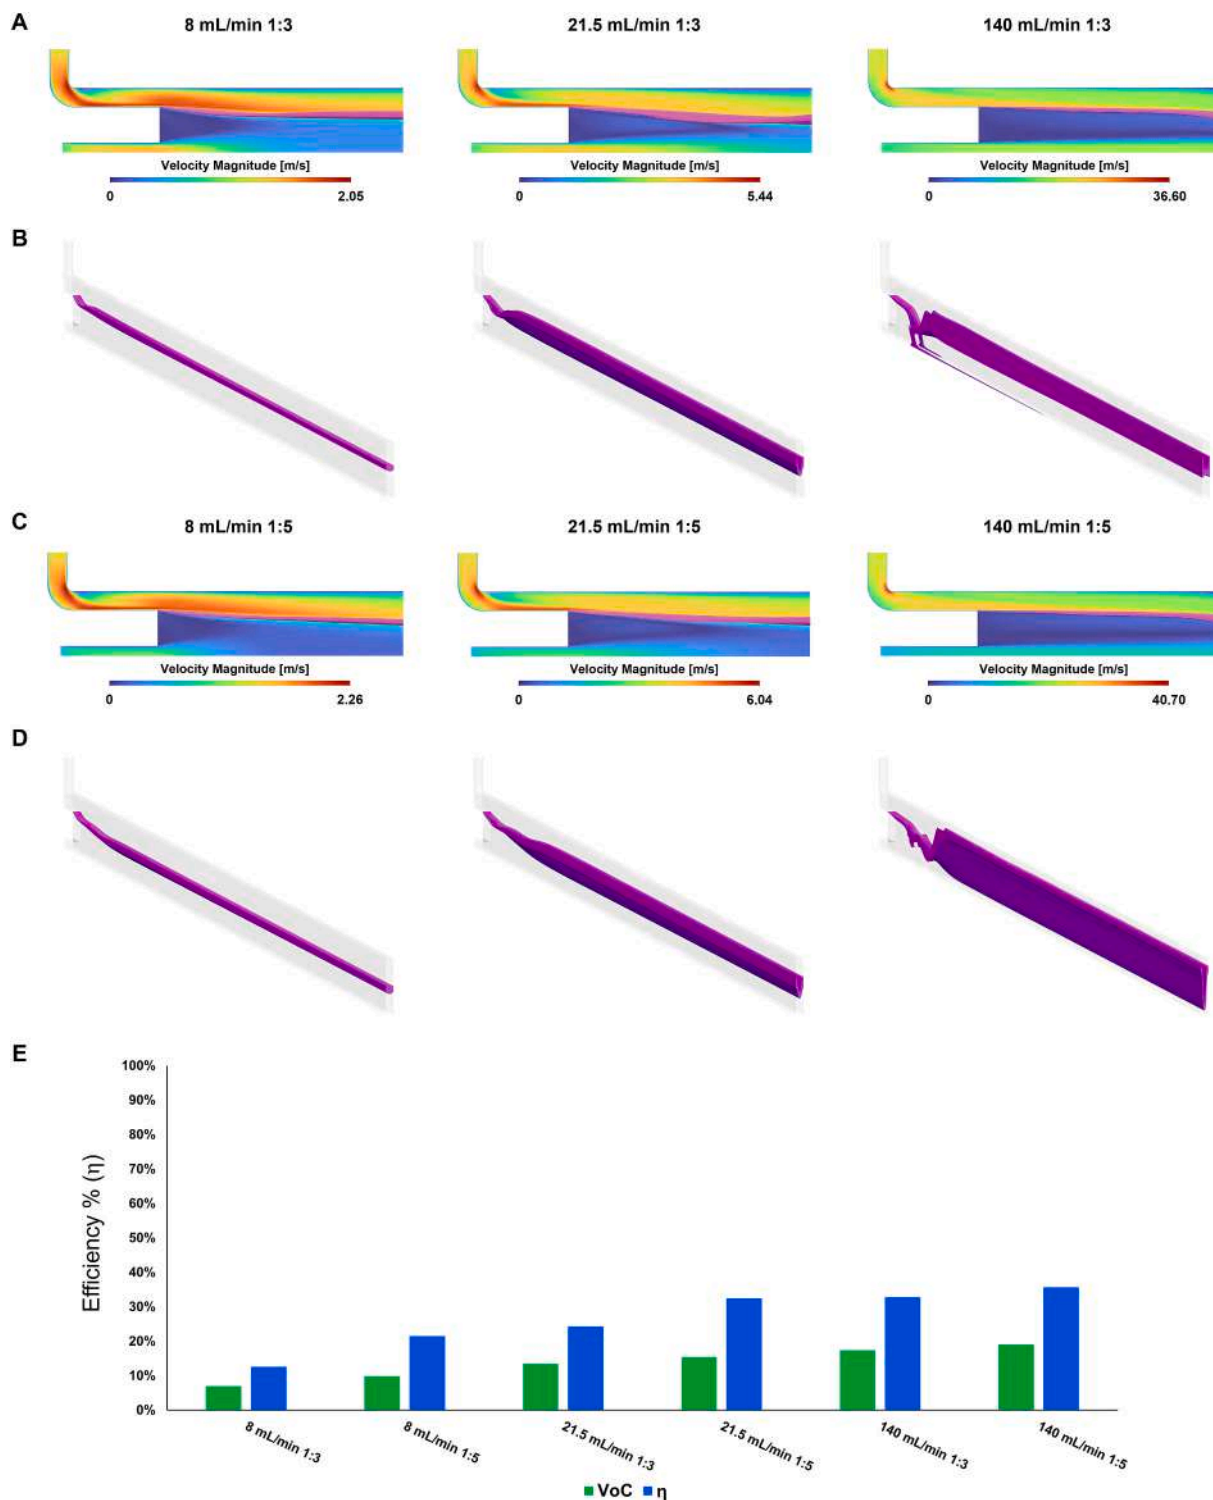 A
8 mL/min 1:3
21.5 mL/min 1:3
140 mL/min 1:3
Velocity Magnitude [m/s]
Velocity Magnitude [m/s]
Velocity Magnitude [m/s]
0
2.05
0
5.44
0
36.60
B
C
8 mL/min 1:5
21.5 mL/min 1:5
140 mL/min 1:5
Velocity Magnitude [m/s]
Velocity Magnitude [m/s]
Velocity Magnitude [m/s]
0
2.26
0
6.04
0
40.70
D
E
Efficiency % (η)
100%
90%
80%
70%
60%
50%
40%
30%
20%
10%
0%
8 mL/min 1:3
8 mL/min 1:5
21.5 mL/min 1:3
21.5 mL/min 1:5
140 mL/min 1:3
140 mL/min 1:5
VoC
η